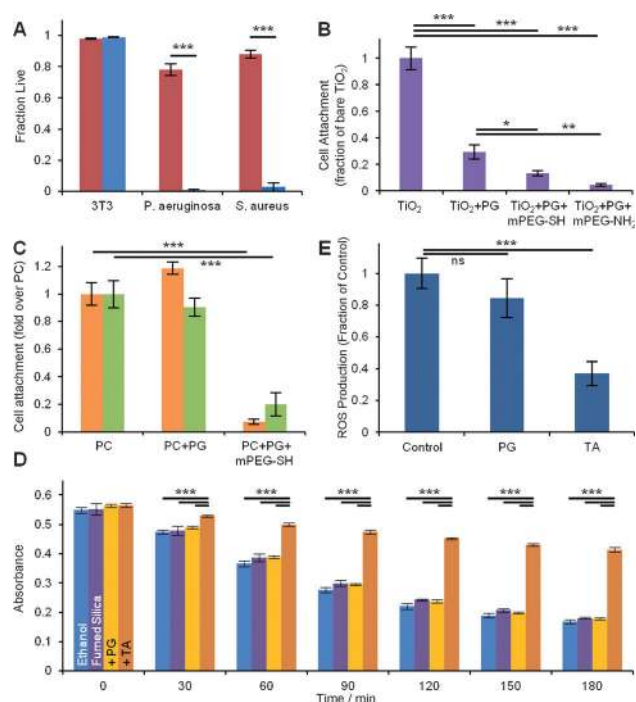 A
***
***
Fraction Live
1
0.8
0.6
0.4
0.2
0
3T3
P. aeruginosa
S. aureus
B
***
***
***
Cell Attachment
(fraction of bare TiO2)
1
0.8
0.6
0.4
0.2
0
*
**
TiO2
TiO2+PG
TiO2+PG+
mPEG-SH
TiO2+PG+
mPEG-NH2
C
***
***
Cell attachment (fold over PC)
1.2
1
0.8
0.6
0.4
0.2
0
PC
PC+PG
PC+PG+
mPEG-SH
E
***
ns
ROS Production (Fraction of Control)
1.2
1
0.8
0.6
0.4
0.2
0
Control
PG
TA
D
Absorbance
0.6
0.5
0.4
0.3
0.2
0.1
0
***
***
***
***
***
***
Ethanol
Fumed Silica
+ PG
+ TA
0
30
60
90
120
150
180
Time / min